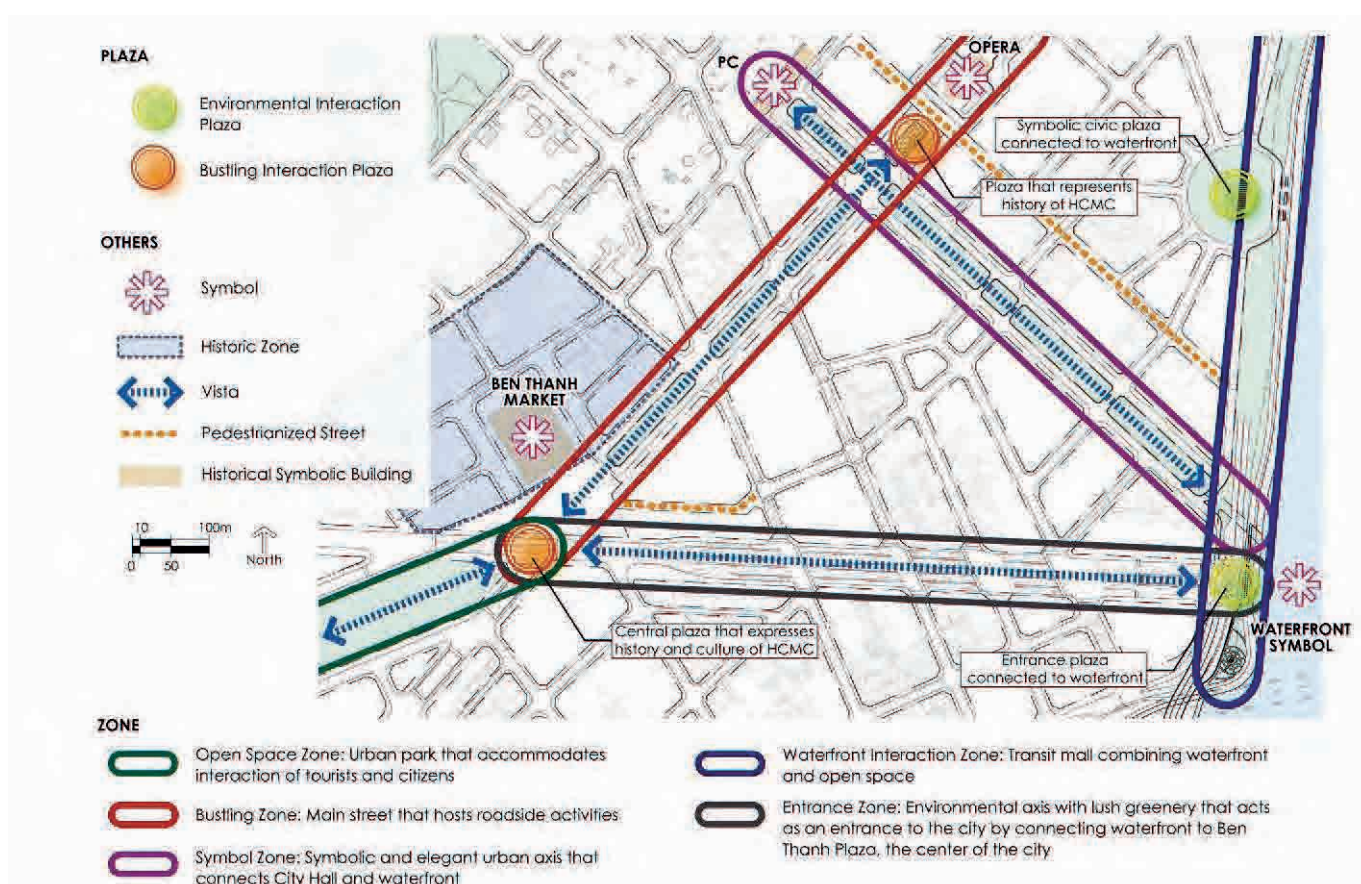 PLAZA
Environmental Interaction
Plaza
Bustling Interaction Plaza
OTHERS
Symbol
Historic Zone
Vista
Pedestrianized Street
Historical Symbolic Building
10 100m
0 50
North
PC
OPERA
Symbolic civic plaza
connected to waterfront
Plaza that represents
history of HCMC
BEN THANH
MARKET
Central plaza that expresses
history and culture of HCMC
Entrance plaza
connected to waterfront
WATERFRONT
SYMBOL
ZONE
Open Space Zone: Urban park that accommodates
interaction of tourists and citizens
Bustling Zone: Main street that hosts roadside activities
Symbol Zone: Symbolic and elegant urban axis that
connects City Hall and waterfront
Waterfront Interaction Zone: Transit mall combining waterfront
and open space
Entrance Zone: Environmental axis with lush greenery that acts
as an entrance to the city by connecting waterfront to Ben
Thanh Plaza, the center of the city